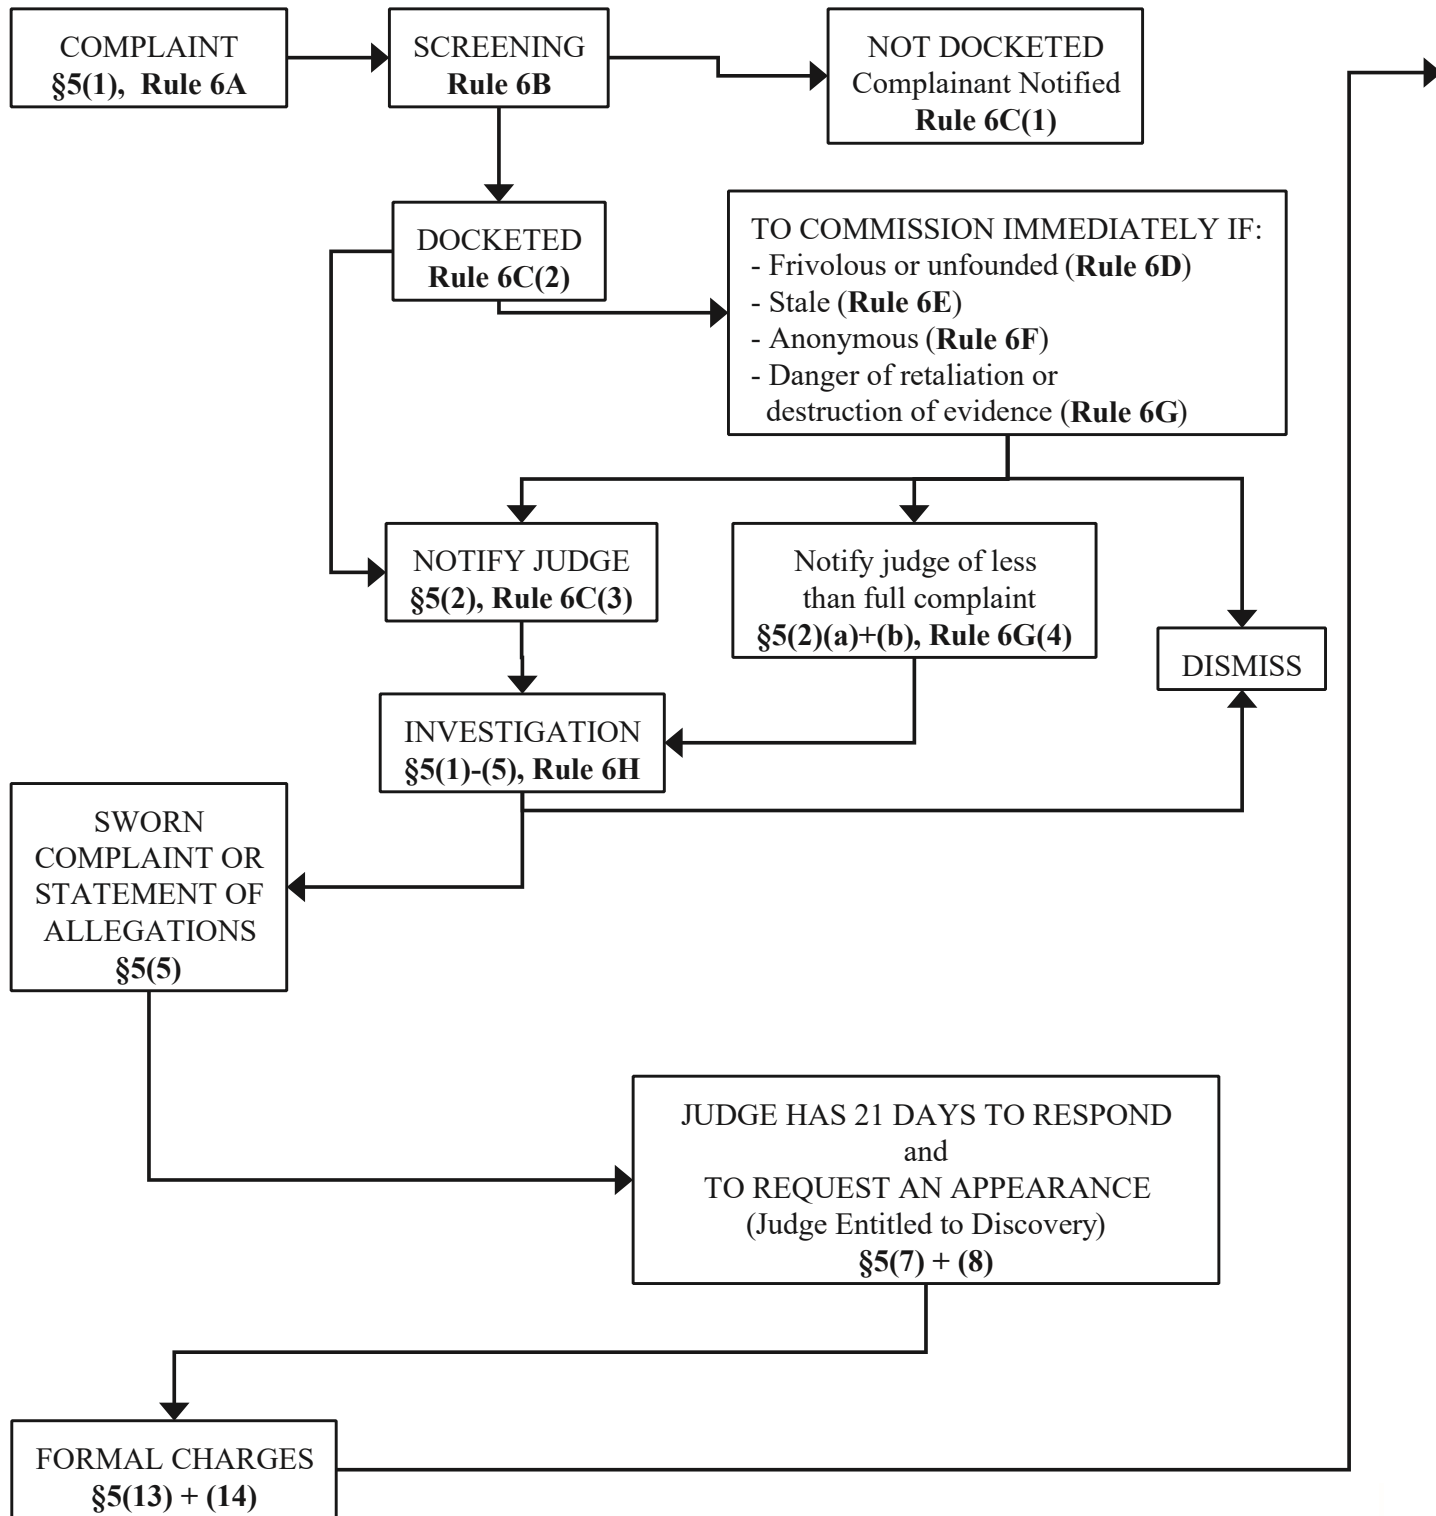 COMPLAINT
§5(1), Rule 6A
SCREENING
Rule 6B
NOT DOCKETED
Complainant Notified
Rule 6C(1)
DOCKETED
Rule 6C(2)
TO COMMISSION IMMEDIATELY IF:
- Frivolous or unfounded (Rule 6D)
- Stale (Rule 6E)
- Anonymous (Rule 6F)
- Danger of retaliation or
destruction of evidence (Rule 6G)
NOTIFY JUDGE
§5(2), Rule 6C(3)
Notify judge of less
than full complaint
§5(2)(a)+(b), Rule 6G(4)
DISMISS
INVESTIGATION
§5(1)-(5), Rule 6H
SWORN
COMPLAINT OR
STATEMENT OF
ALLEGATIONS
§5(5)
JUDGE HAS 21 DAYS TO RESPOND
and
TO REQUEST AN APPEARANCE
(Judge Entitled to Discovery)
§5(7) + (8)
FORMAL CHARGES
§5(13) + (14)